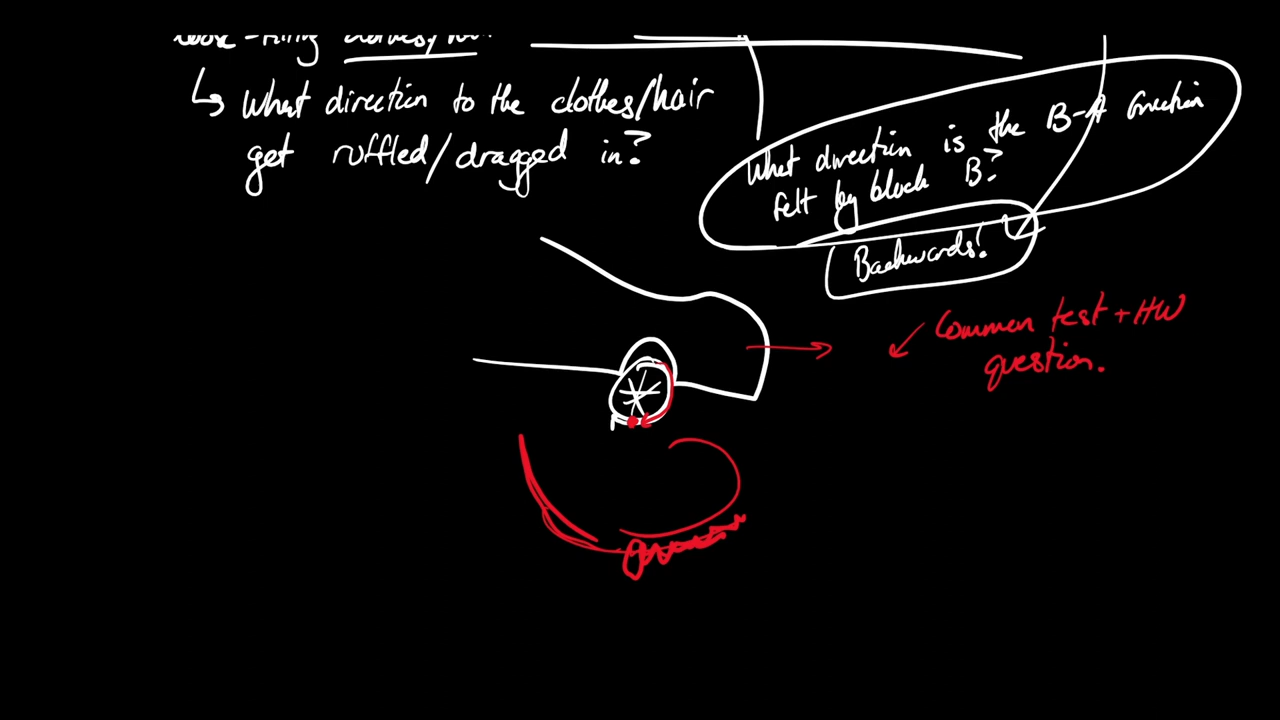 ↳ What direction to the clothes/hair
get ruffled/dragged in?
What direction is the B-A friction
felt by block B?
Backwards!
Common test + HW
question.